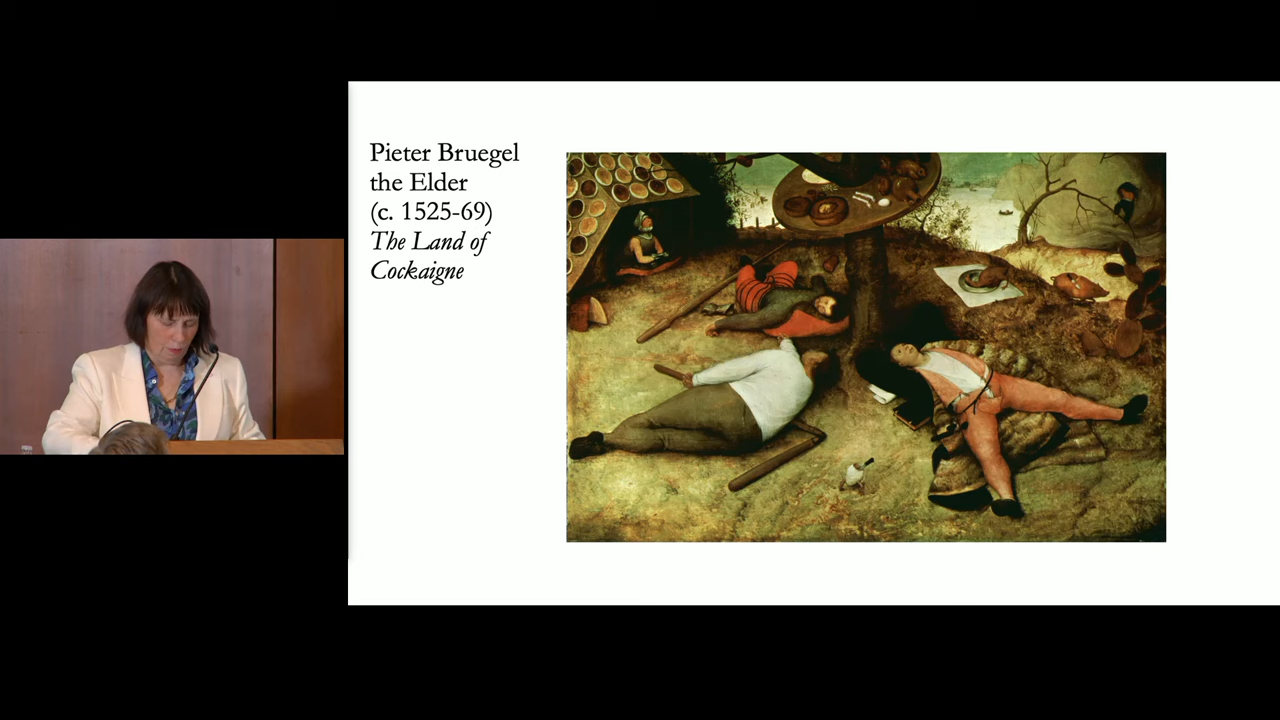 Pieter Bruegel
the Elder
(c. 1525-69)
The Land of
Cockaigne